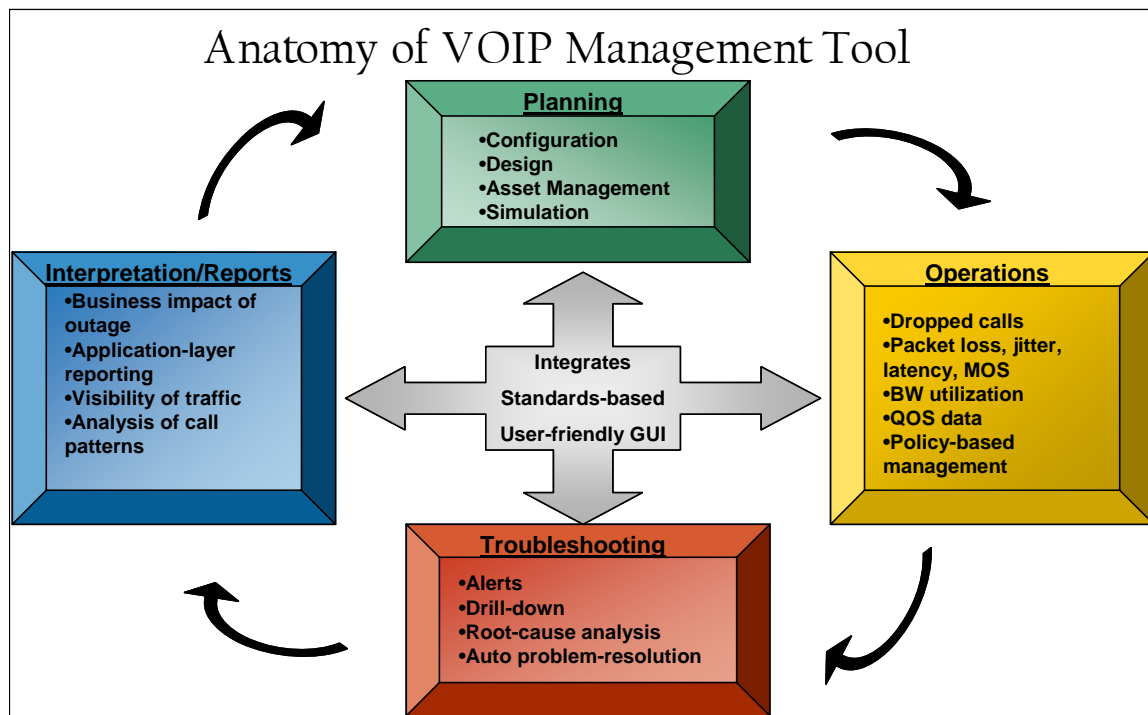 Anatomy of VOIP Management Tool
Planning
•Configuration
•Design
•Asset Management
•Simulation
Interpretation/Reports
•Business impact of
outage
•Application-layer
reporting
•Visibility of traffic
•Analysis of call
patterns
Integrates
Standards-based
User-friendly GUI
Operations
•Dropped calls
•Packet loss, jitter,
latency, MOS
•BW utilization
•QOS data
•Policy-based
management
Troubleshooting
•Alerts
•Drill-down
•Root-cause analysis
•Auto problem-resolution